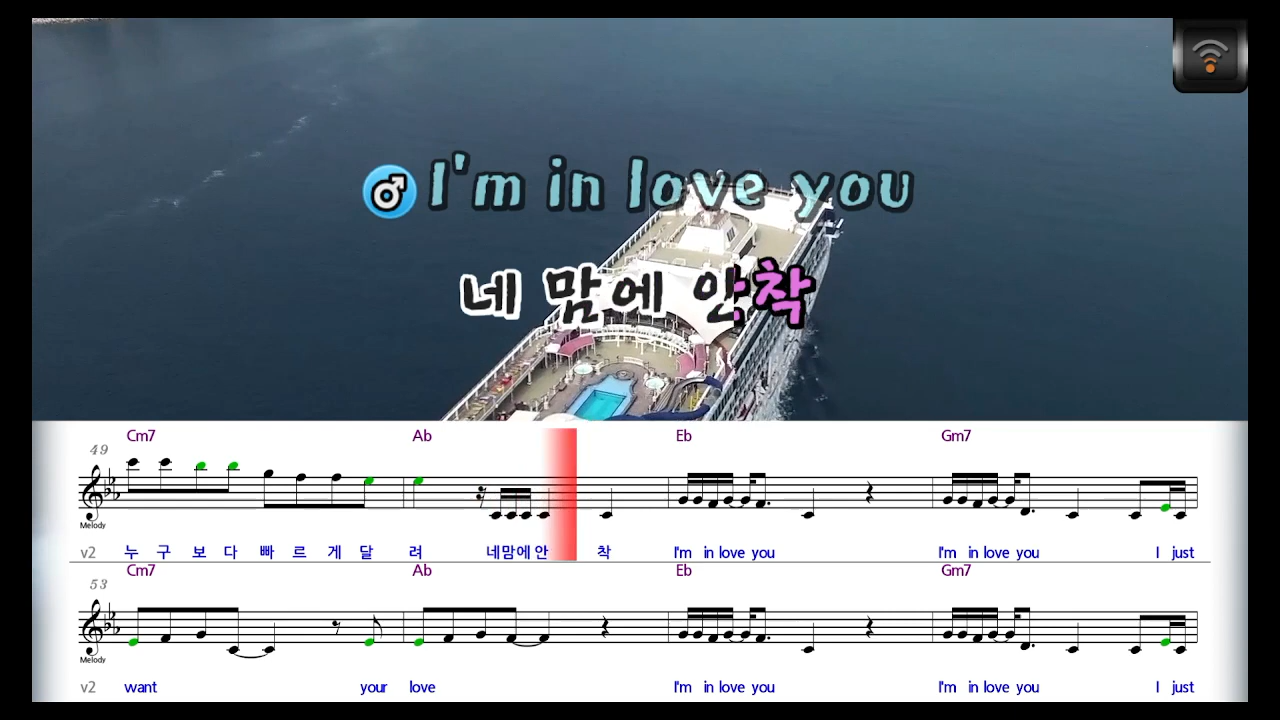 I'm in love you
네 맘에 안착
Cm7 Ab Eb Gm7
49
Melody
v2 누 구 보 다 빠 르 게 달 려 네맘에안 착 I'm in love you I'm in love you I just
Cm7 Ab Eb Gm7
53
Melody
v2 want your love I'm in love you I'm in love you I just